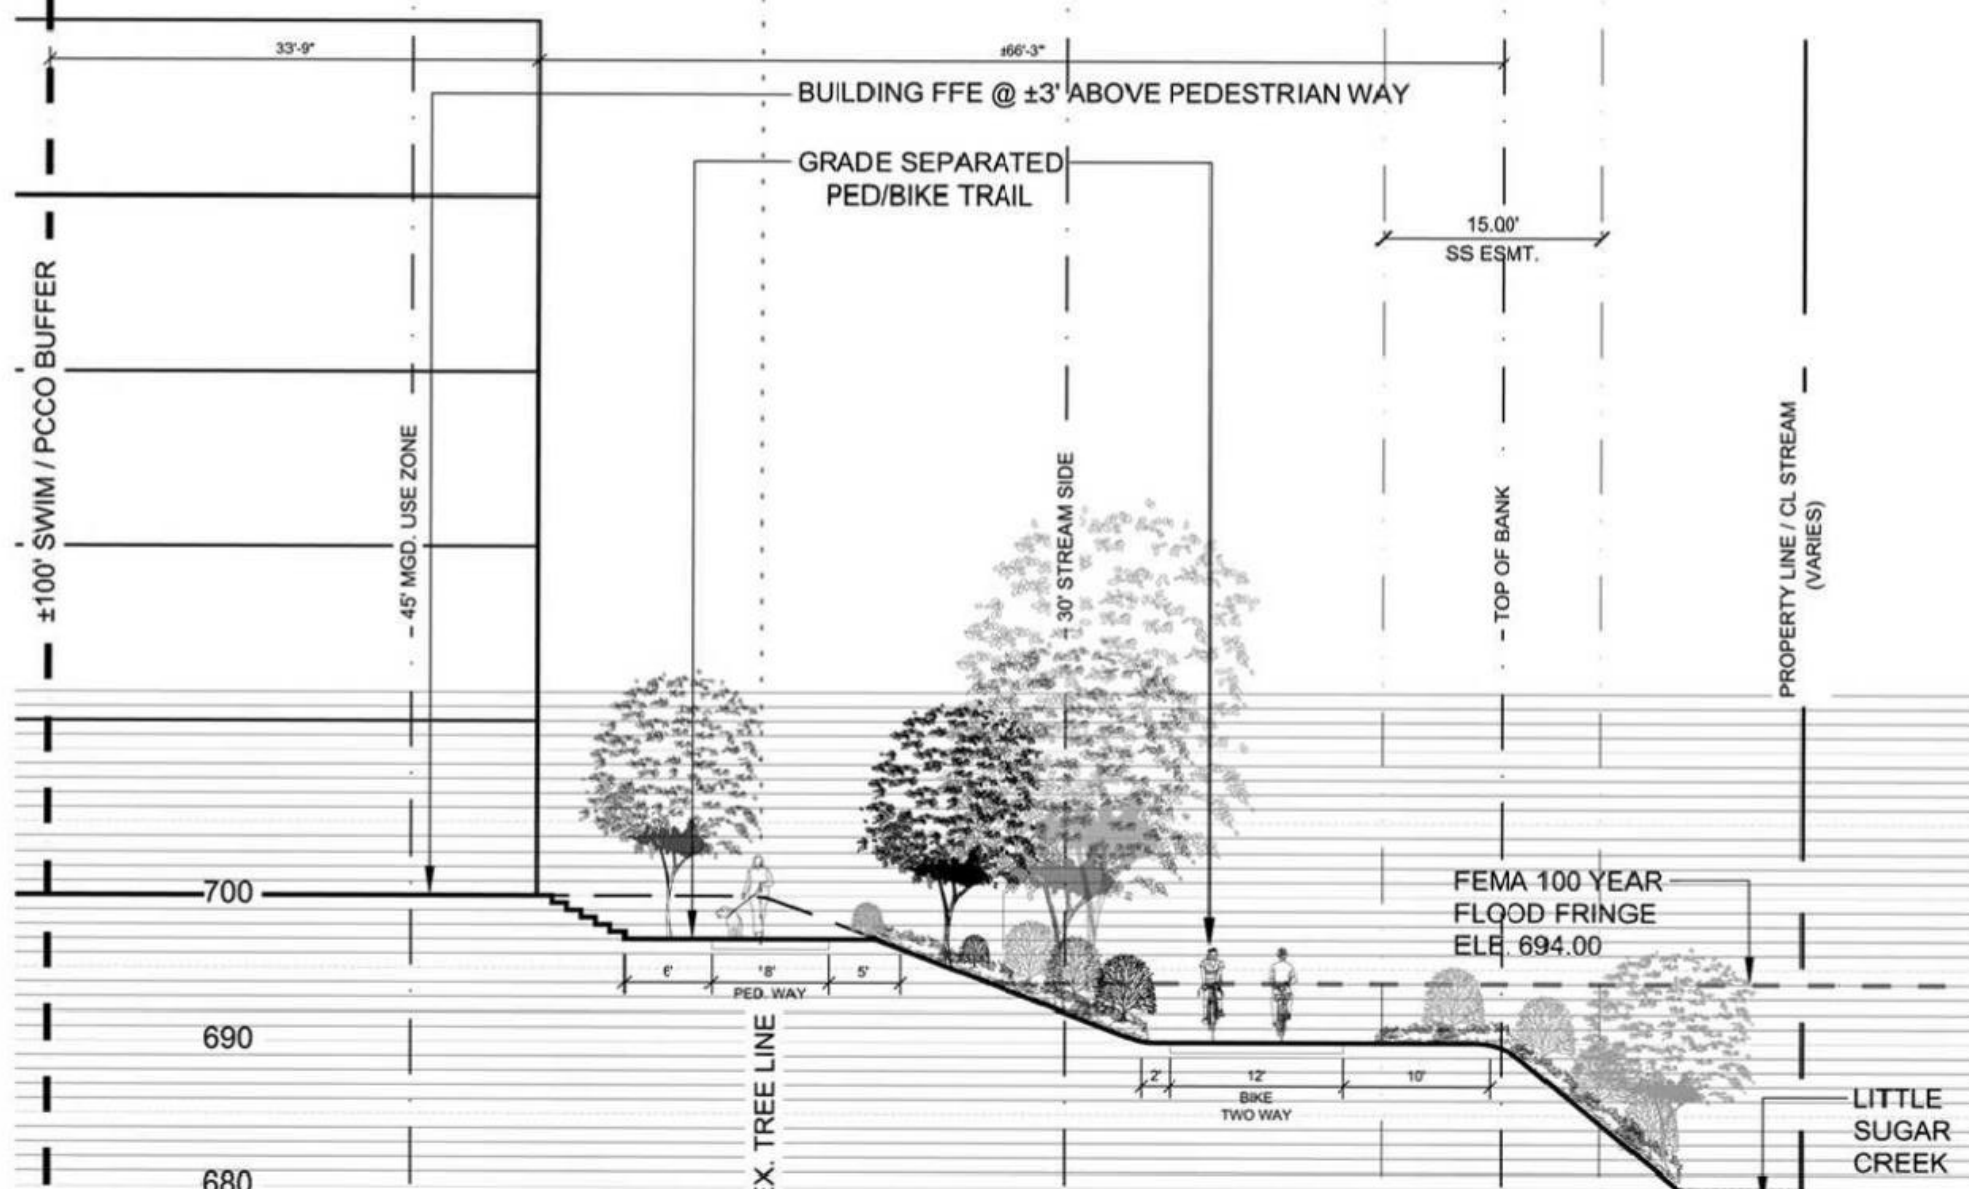 33'-9"
±66'-3"
BUILDING FFE @ ±3' ABOVE PEDESTRIAN WAY
GRADE SEPARATED
PED/BIKE TRAIL
15.00'
SS ESMT.
±100' SWIM / PCCO BUFFER
45' MGD. USE ZONE
30' STREAM SIDE
TOP OF BANK
PROPERTY LINE / CL STREAM
(VARIES)
700
FEMA 100 YEAR
FLOOD FRINGE
ELE. 694.00
6'
8'
5'
PED. WAY
690
EX. TREE LINE
2'
12'
10'
BIKE
TWO WAY
LITTLE
SUGAR
CREEK
680